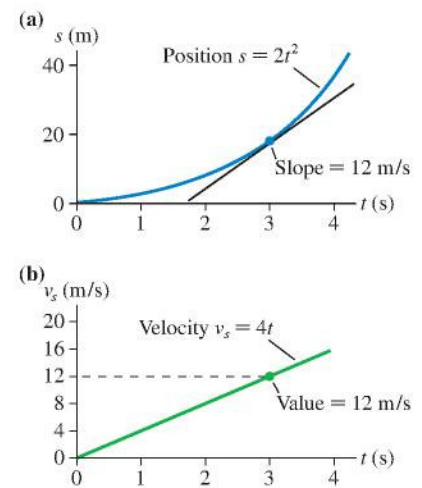 (a)
s (m)
Position s = 2t²
40
20
Slope = 12 m/s
0
t (s)
0 1 2 3 4
(b)
vₛ (m/s)
20
Velocity vₛ = 4t
16
12
8
Value = 12 m/s
4
0
t (s)
0 1 2 3 4